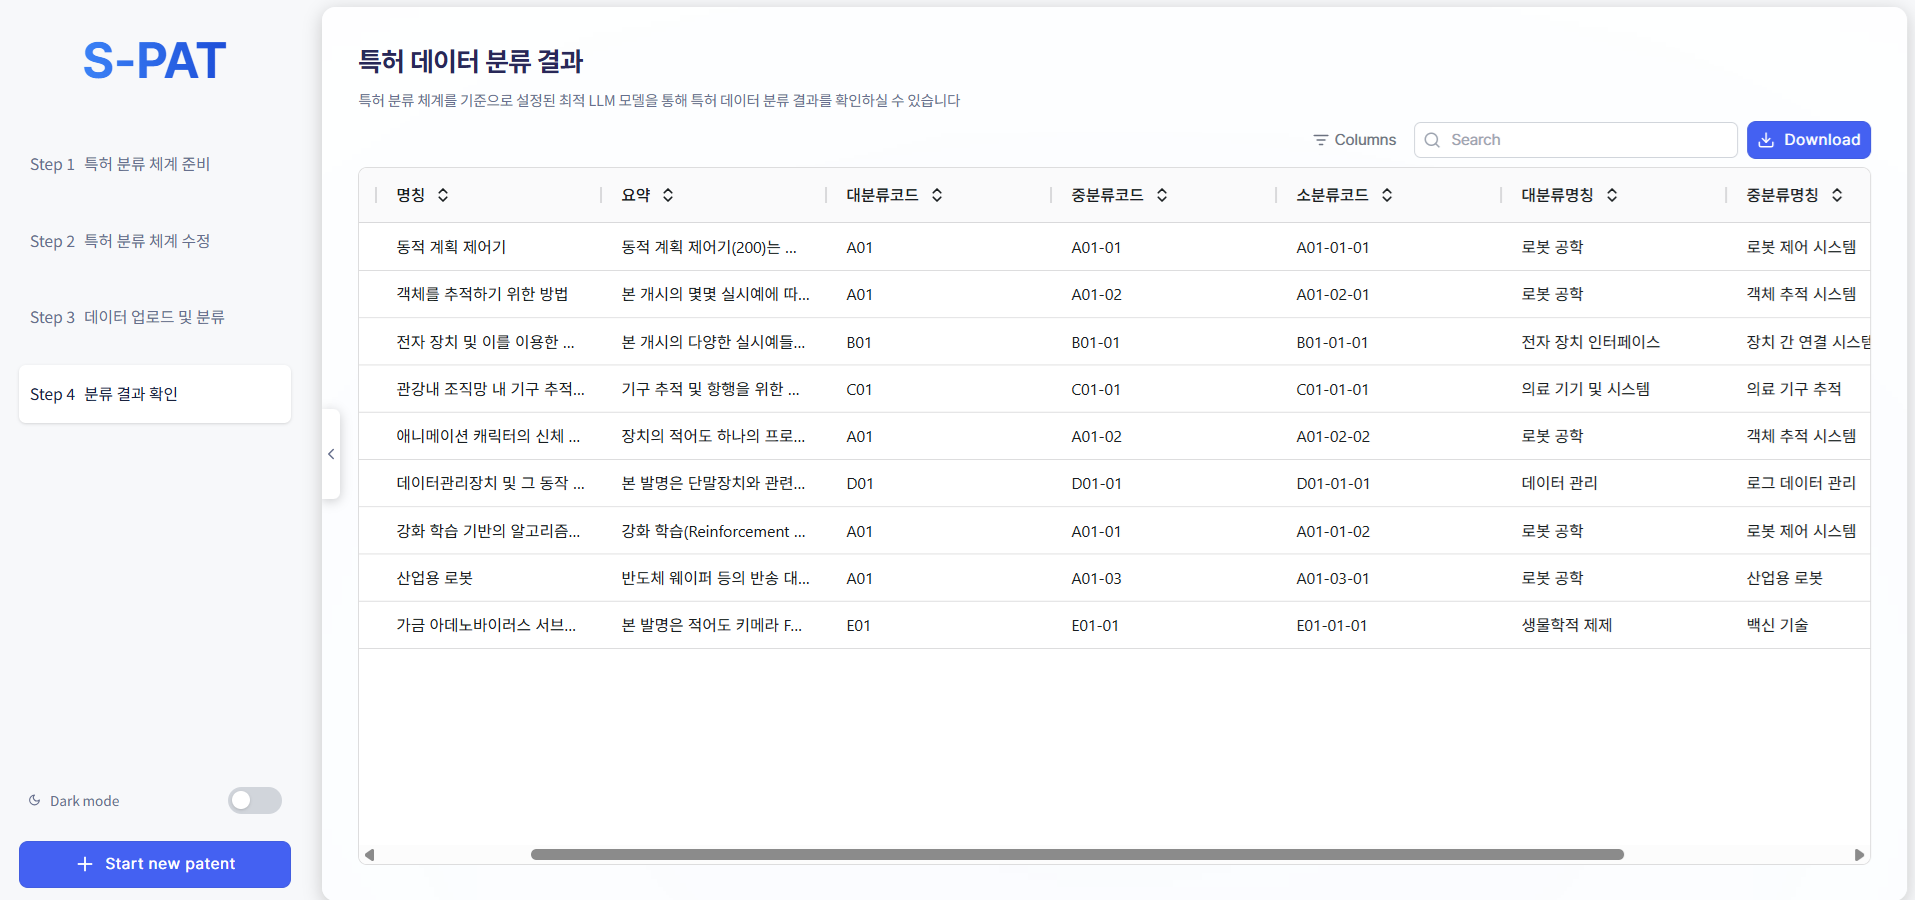 S-PAT
Step 1 특허 분류 체계 준비
Step 2 특허 분류 체계 수정
Step 3 데이터 업로드 및 분류
Step 4 분류 결과 확인
Dark mode
Start new patent
특허 데이터 분류 결과
특허 분류 체계를 기준으로 설정된 최적 LLM 모델을 통해 특허 데이터 분류 결과를 확인하실 수 있습니다
Columns Search Download
명칭 요약 대분류코드 중분류코드 소분류코드 대분류명칭 중분류명칭
동적 계획 제어기 동적 계획 제어기(200)는 ... A01 A01-01 A01-01-01 로봇 공학 로봇 제어 시스템
객체를 추적하기 위한 방법 본 개시의 몇몇 실시예에 따... A01 A01-02 A01-02-01 로봇 공학 객체 추적 시스템
전자 장치 및 이를 이용한 ... 본 개시의 다양한 실시예들... B01 B01-01 B01-01-01 전자 장치 인터페이스 장치 간 연결 시스템
관강내 조직망 내 기구 추적... 기구 추적 및 항행을 위한 ... C01 C01-01 C01-01-01 의료 기기 및 시스템 의료 기구 추적
애니메이션 캐릭터의 신체 ... 장치의 적어도 하나의 프로... A01 A01-02 A01-02-02 로봇 공학 객체 추적 시스템
데이터관리장치 및 그 동작 ... 본 발명은 단말장치와 관련... D01 D01-01 D01-01-01 데이터 관리 로그 데이터 관리
강화 학습 기반의 알고리즘... 강화 학습(Reinforcement ... A01 A01-01 A01-01-02 로봇 공학 로봇 제어 시스템
산업용 로봇 반도체 웨이퍼 등의 반송 대... A01 A01-03 A01-03-01 로봇 공학 산업용 로봇
가금 아데노바이러스 서브... 본 발명은 적어도 키메라 F... E01 E01-01 E01-01-01 생물학적 제제 백신 기술